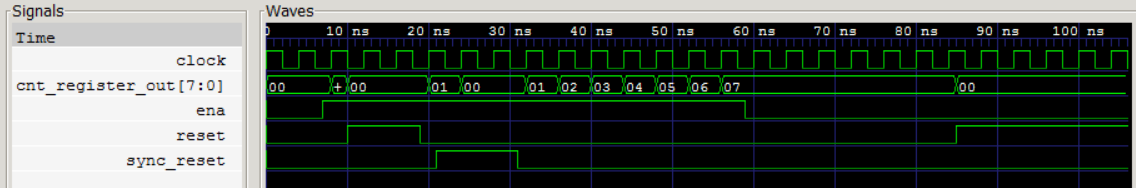 Signals
Waves
Time
0 10 ns 20 ns 30 ns 40 ns 50 ns 60 ns 70 ns 80 ns 90 ns 100 ns
clock
cnt_register_out[7:0]
00 + 00 01 00 01 02 03 04 05 06 07 00
ena
reset
sync_reset